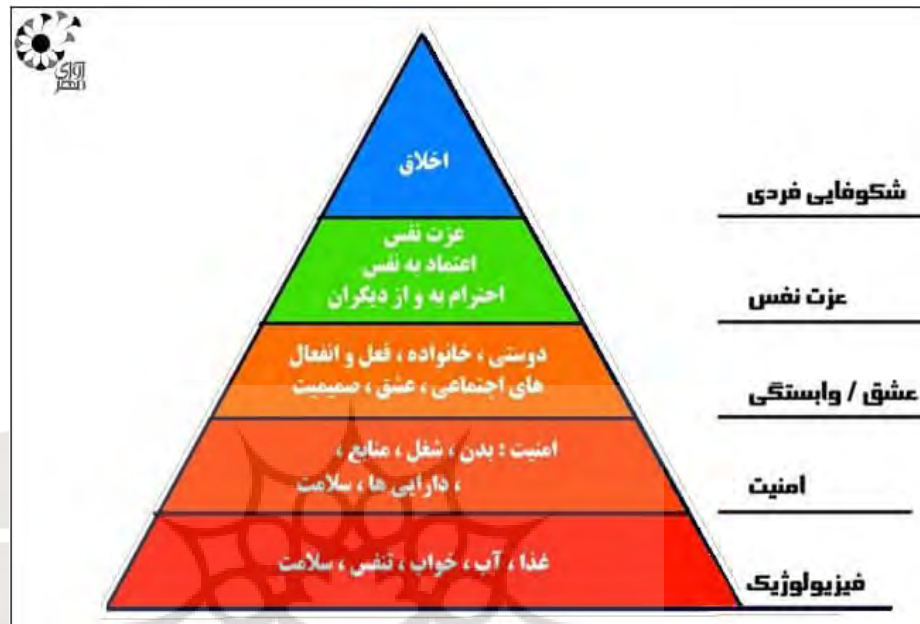 آوای
مهر
اخلاق
شکوفایی فردی
عزت نفس
اعتماد به نفس
احترام به و از دیگران
عزت نفس
دوستی ، خانواده ، فعل و انفعال
های اجتماعی ، عشق ، صمیمیت
عشق / وابستگی
امنیت : بدن ، شغل ، منابع ،
، دارایی ها ، سلامت
امنیت
غذا ، آب ، خواب ، تنفس ، سلامت
فیزیولوژیک